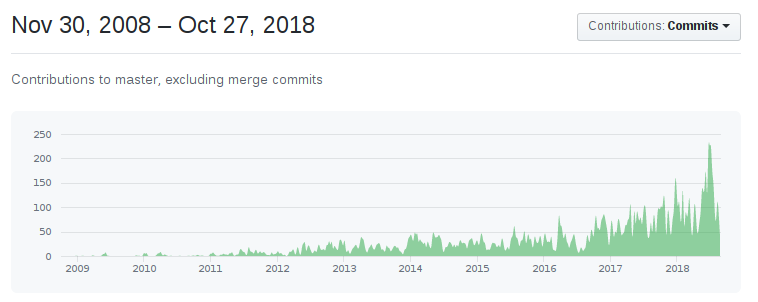 Nov 30, 2008 – Oct 27, 2018
Contributions: Commits
Contributions to master, excluding merge commits
250
200
150
100
50
0
2009 2010 2011 2012 2013 2014 2015 2016 2017 2018